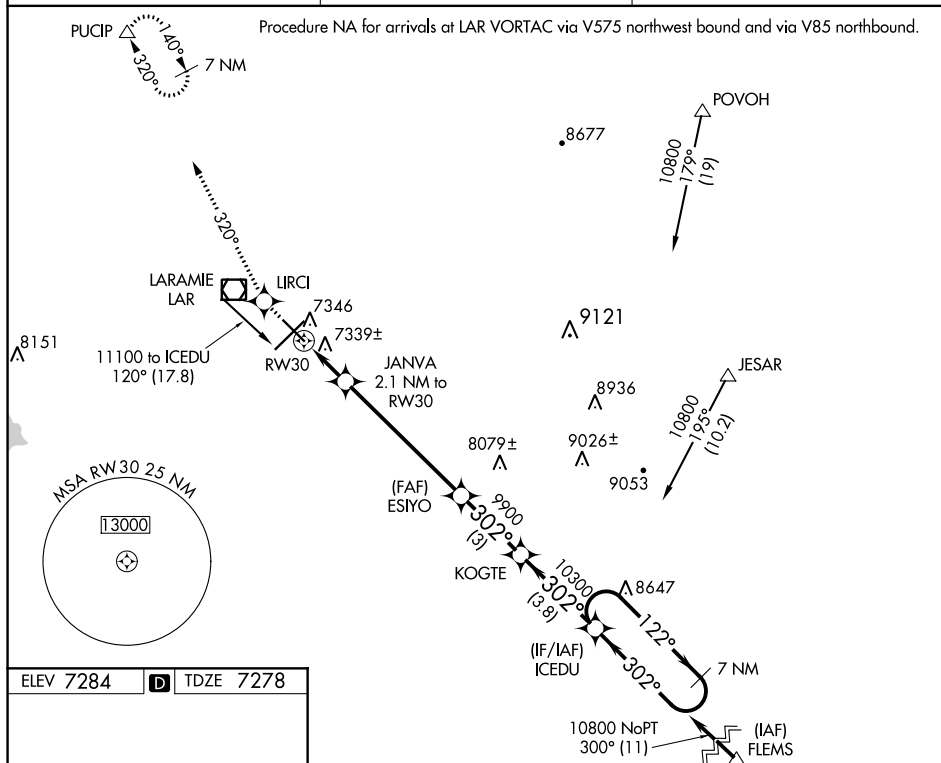 Procedure NA for arrivals at LAR VORTAC via V575 northwest bound and via V85 northbound.
PUCIP
140°
320°
7 NM
POVOH
8677
10800
179°
(19)
320°
LARAMIE
LAR
LIRCI
7346
7339±
9121
8151
11100 to ICEDU
120° (17.8)
RW30
JANVA
2.1 NM to
RW30
JESAR
8936
10800
195°
(10.2)
8079±
9026±
9053
MSA RW30 25 NM
13000
(FAF)
ESIYO
9900
302°
(3)
KOGTE
10300
302°
(3.8)
8647
122°
(IF/IAF)
ICEDU
302°
7 NM
ELEV 7284
D
TDZE 7278
10800 NoPT
300° (11)
(IAF)
FLEMS